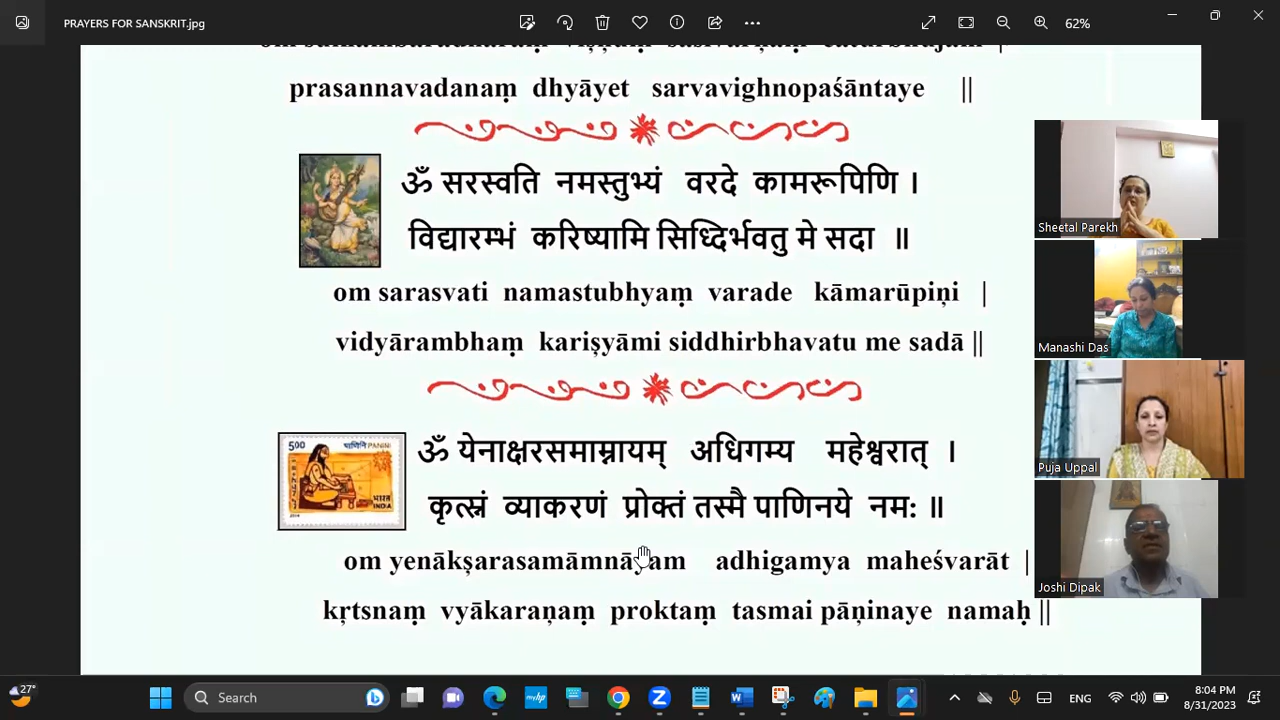 PRAYERS FOR SANSKRIT.jpg
62%
prasannavadanaṃ dhyāyet sarvavighnopaśāntaye ||
ॐ सरस्वति नमस्तुभ्यं वरदे कामरूपिणि ।
विद्यारम्भं करिष्यामि सिद्धिर्भवतु मे सदा ॥
om sarasvati namastubhyaṃ varade kāmarūpiṇi |
vidyārambhaṃ kariṣyāmi siddhirbhavatu me sadā ||
500 पाणिनि PANINI
भारत
INDIA
ॐ येनाक्षरसमाम्नायम् अधिगम्य महेश्वरात् ।
कृत्स्नं व्याकरणं प्रोक्तं तस्मै पाणिनये नमः ॥
om yenākṣarasamāmnāyam adhigamya maheśvarāt |
kṛtsnaṃ vyākaraṇaṃ proktaṃ tasmai pāṇinaye namaḥ ||
Sheetal Parekh
Manashi Das
Puja Uppal
Joshi Dipak
27°
Search
ENG
8:04 PM
8/31/2023